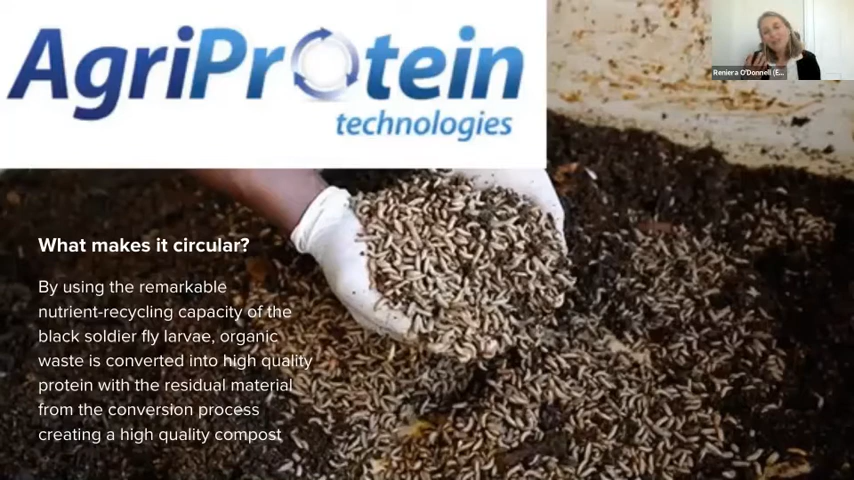 AgriProtein
technologies
Reniera O'Donnell (E...
What makes it circular?
By using the remarkable
nutrient-recycling capacity of the
black soldier fly larvae, organic
waste is converted into high quality
protein with the residual material
from the conversion process
creating a high quality compost